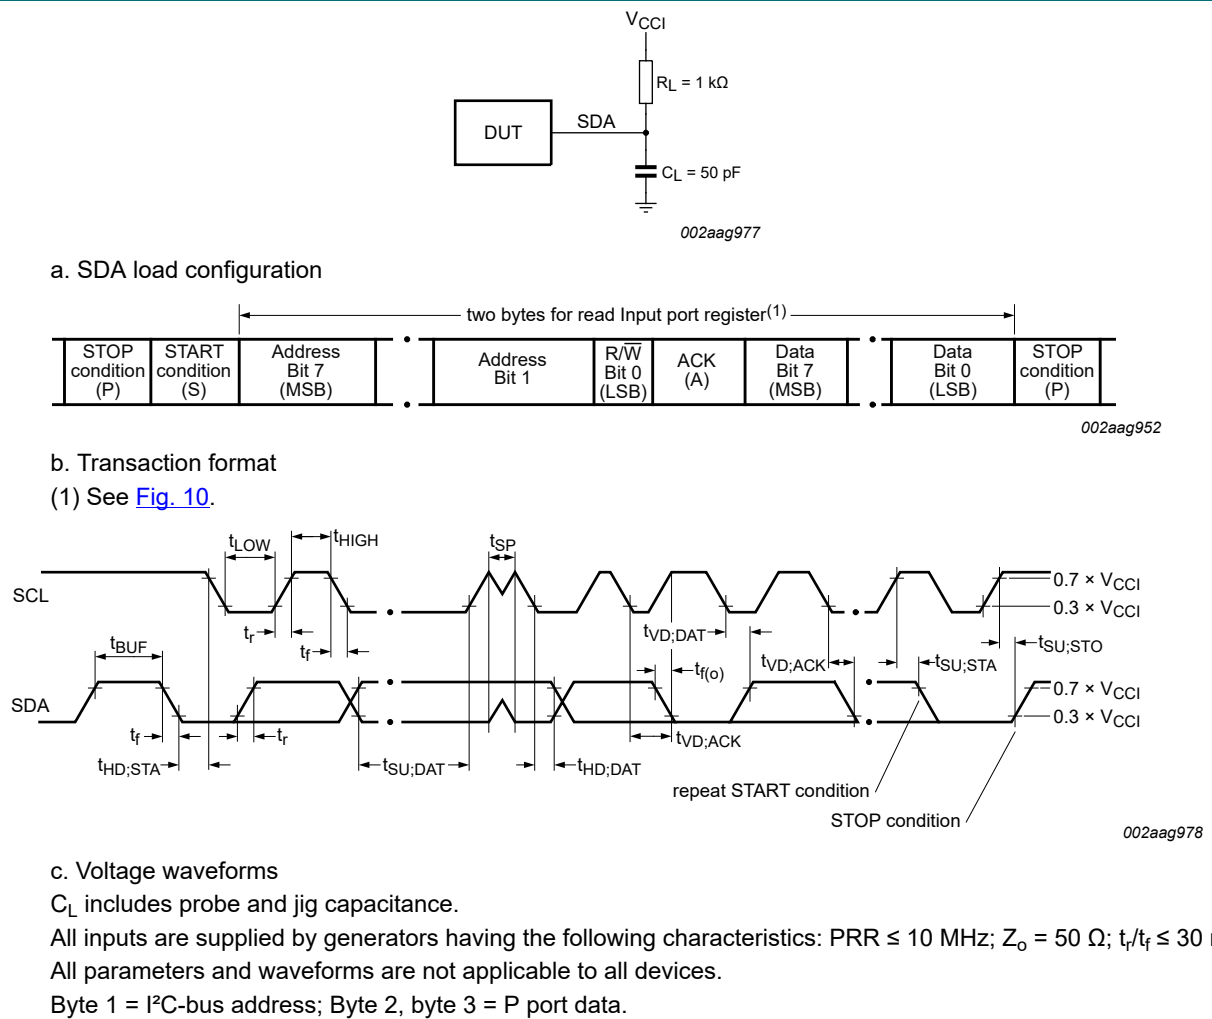 VCCI
RL = 1 kΩ
DUT
SDA
CL = 50 pF
002aag977
a. SDA load configuration
two bytes for read Input port register(1)
STOP condition (P)
START condition (S)
Address Bit 7 (MSB)
Address Bit 1
R/W̅ Bit 0 (LSB)
ACK (A)
Data Bit 7 (MSB)
Data Bit 0 (LSB)
STOP condition (P)
002aag952
b. Transaction format
(1) See Fig. 10.
tLOW
tHIGH
tSP
SCL
0.7 × VCCI
0.3 × VCCI
tr
tf
tVD;DAT
tSU;STO
tBUF
tf(o)
tVD;ACK
tSU;STA
SDA
0.7 × VCCI
0.3 × VCCI
tf
tr
tVD;ACK
tHD;STA
tSU;DAT
tHD;DAT
repeat START condition
STOP condition
002aag978
c. Voltage waveforms
CL includes probe and jig capacitance.
All inputs are supplied by generators having the following characteristics: PRR ≤ 10 MHz; Zo = 50 Ω; tr/tf ≤ 30
All parameters and waveforms are not applicable to all devices.
Byte 1 = I²C-bus address; Byte 2, byte 3 = P port data.